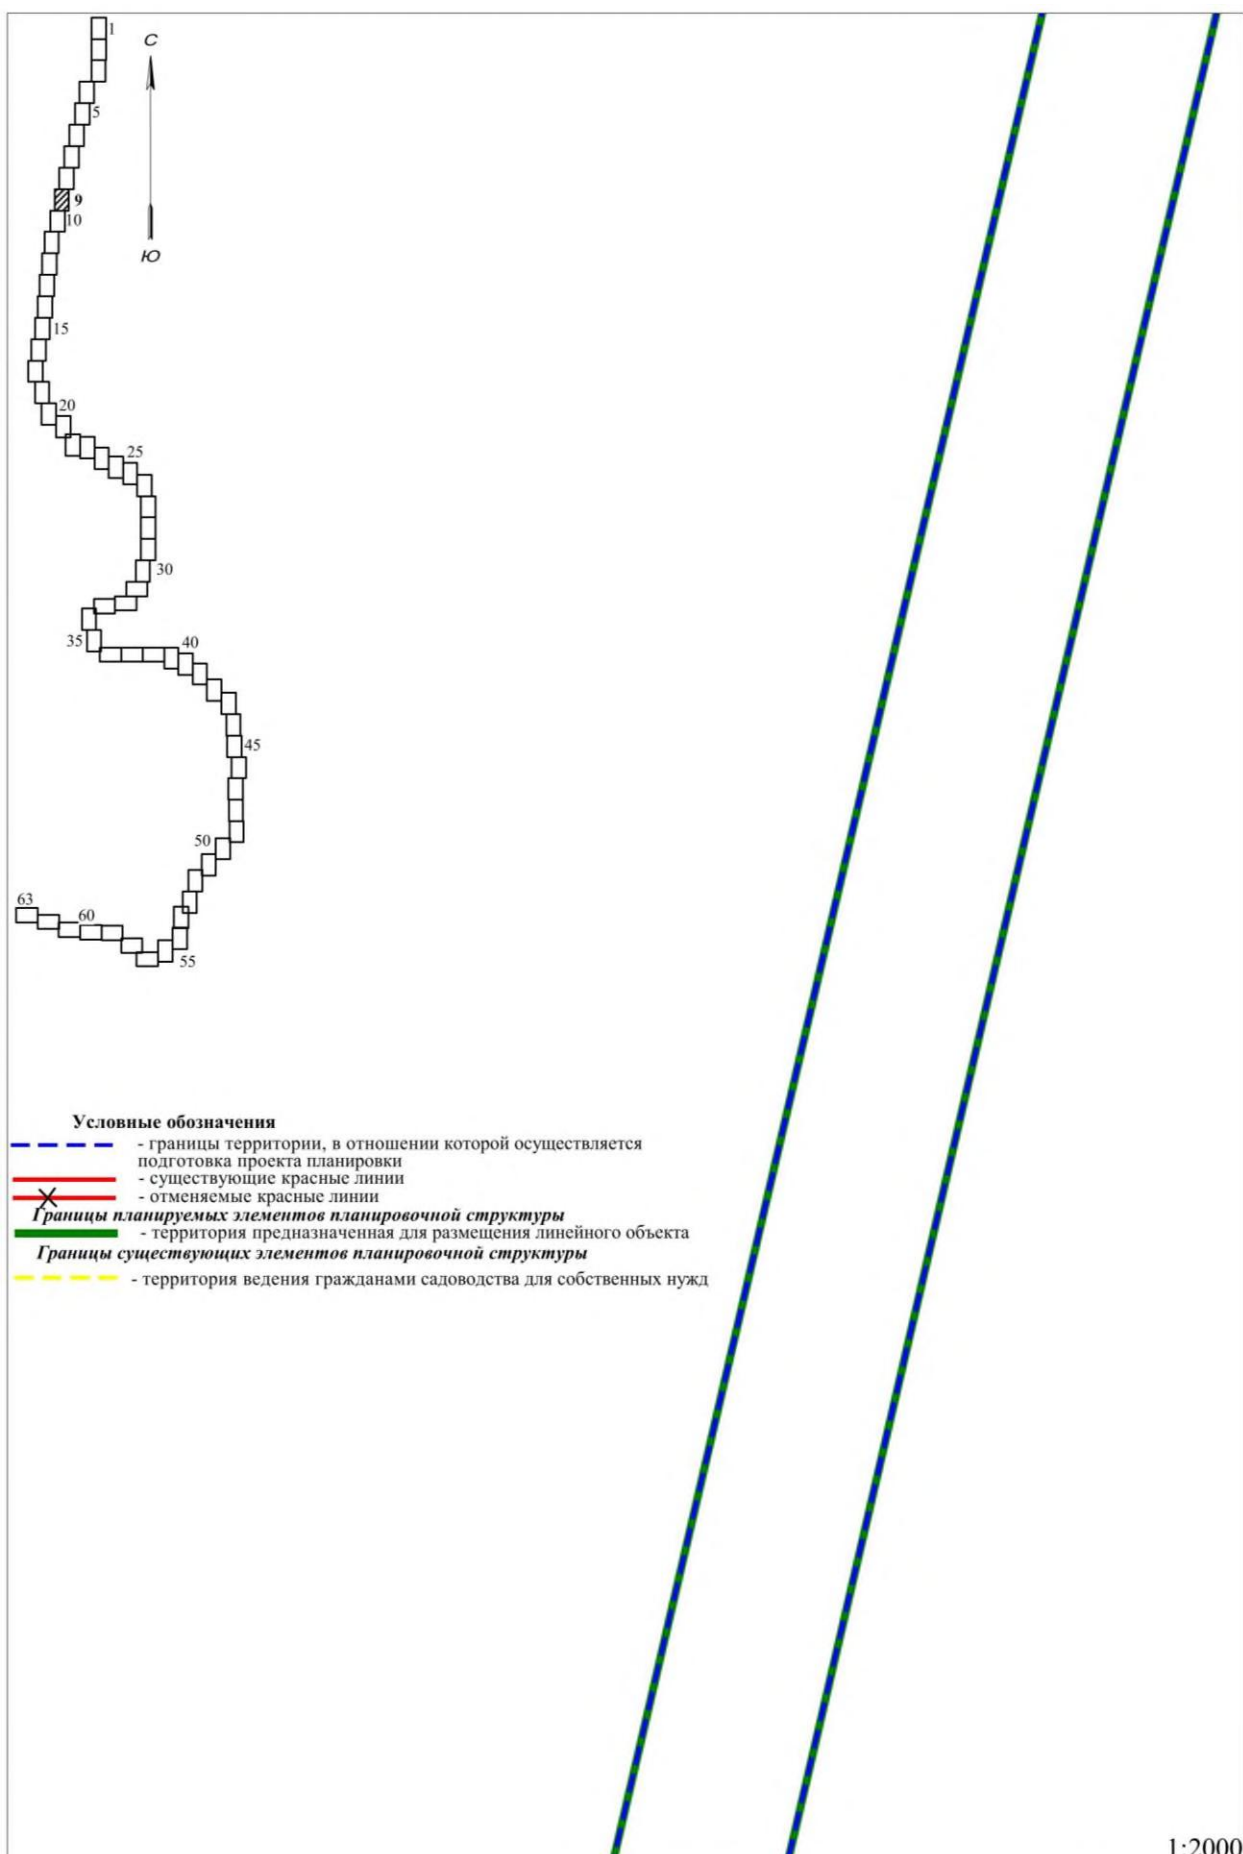 1
С
5
9
10
Ю
15
20
25
30
35
40
45
50
63
60
55
Условные обозначения
- границы территории, в отношении которой осуществляется
подготовка проекта планировки
- существующие красные линии
- отменяемые красные линии
Границы планируемых элементов планировочной структуры
- территория предназначенная для размещения линейного объекта
Границы существующих элементов планировочной структуры
- территория ведения гражданами садоводства для собственных нужд
1:2000